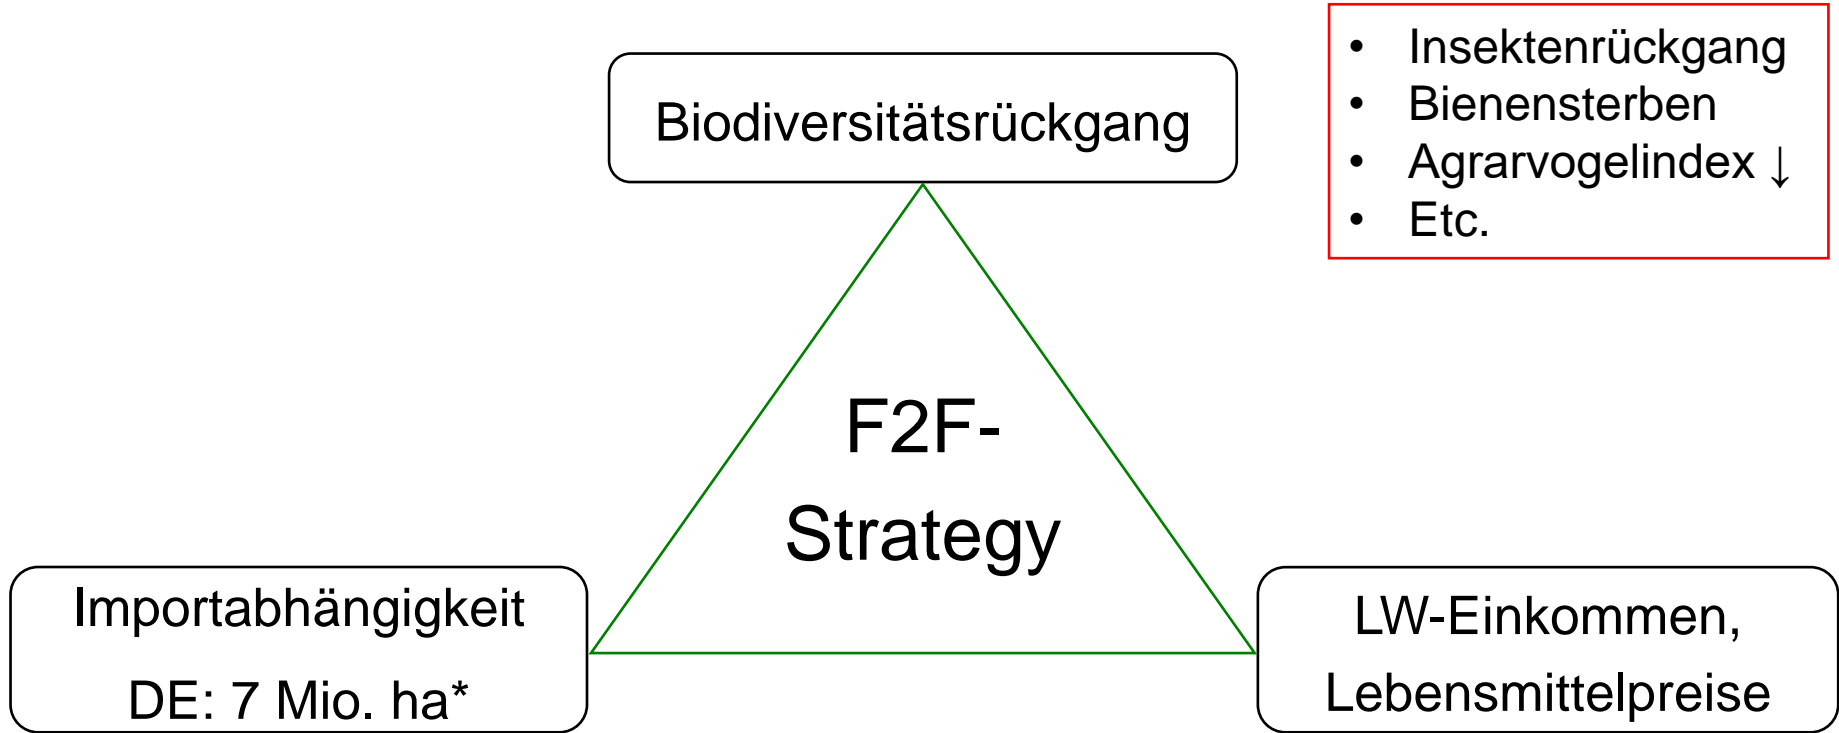 Biodiversitätsrückgang
• Insektenrückgang
• Bienensterben
• Agrarvogelindex ↓
• Etc.
F2F-
Strategy
Importabhängigkeit
DE: 7 Mio. ha*
LW-Einkommen,
Lebensmittelpreise